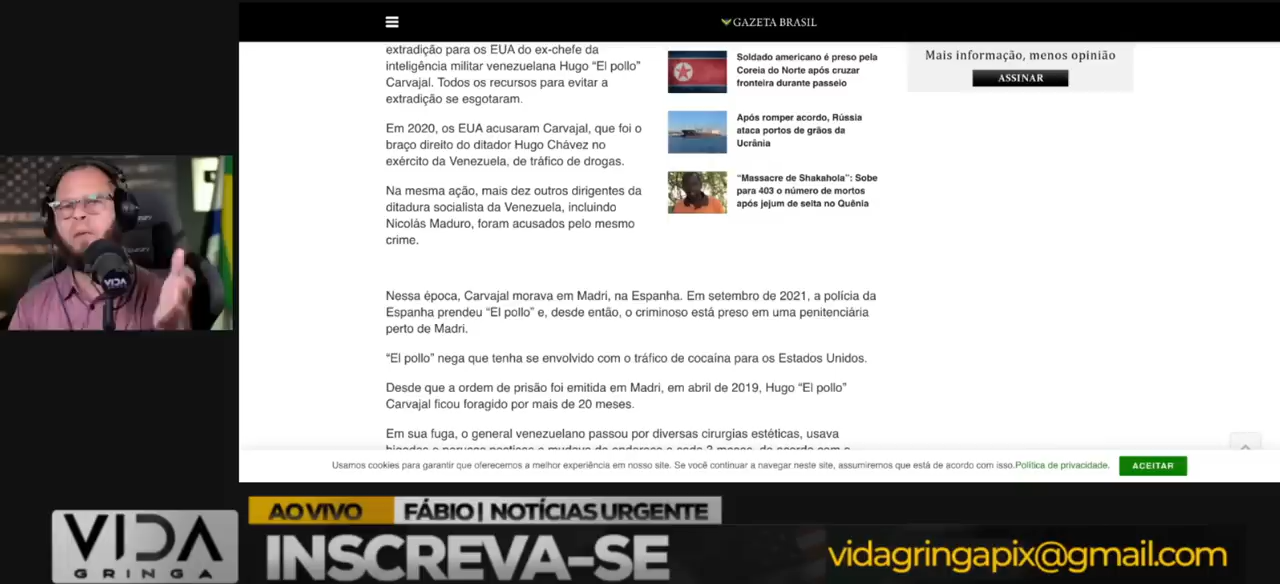 GAZETA BRASIL
extradição para os EUA do ex-chefe da
inteligência militar venezuelana Hugo “El pollo”
Carvajal. Todos os recursos para evitar a
extradição se esgotaram.
Em 2020, os EUA acusaram Carvajal, que foi o
braço direito do ditador Hugo Chávez no
exército da Venezuela, de tráfico de drogas.
Na mesma ação, mais dez outros dirigentes da
ditadura socialista da Venezuela, incluindo
Nicolás Maduro, foram acusados pelo mesmo
crime.
Soldado americano é preso pela
Coreia do Norte após cruzar
fronteira durante passeio
Após romper acordo, Rússia
ataca portos de grãos da
Ucrânia
“Massacre de Shakahola”: Sobe
para 403 o número de mortos
após jejum de seita no Quênia
Mais informação, menos opinião
ASSINAR
Nessa época, Carvajal morava em Madri, na Espanha. Em setembro de 2021, a polícia da
Espanha prendeu “El pollo” e, desde então, o criminoso está preso em uma penitenciária
perto de Madri.
“El pollo” nega que tenha se envolvido com o tráfico de cocaína para os Estados Unidos.
Desde que a ordem de prisão foi emitida em Madri, em abril de 2019, Hugo “El pollo”
Carvajal ficou foragido por mais de 20 meses.
Em sua fuga, o general venezuelano passou por diversas cirurgias estéticas, usava
Usamos cookies para garantir que oferecemos a melhor experiência em nosso site. Se você continuar a navegar neste site, assumiremos que está de acordo com isso.Política de privacidade.
ACEITAR
VIDA
VIDA
GRINGA
AO VIVO
FÁBIO | NOTÍCIAS URGENTE
INSCREVA-SE
vidagringapix@gmail.com